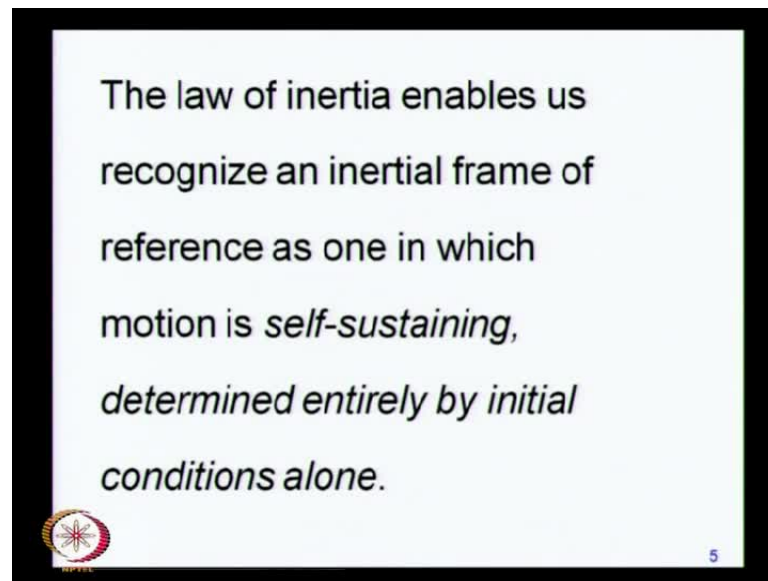 The law of inertia enables us
recognize an inertial frame of
reference as one in which
motion is self-sustaining,
determined entirely by initial
conditions alone.
NPTEL
5